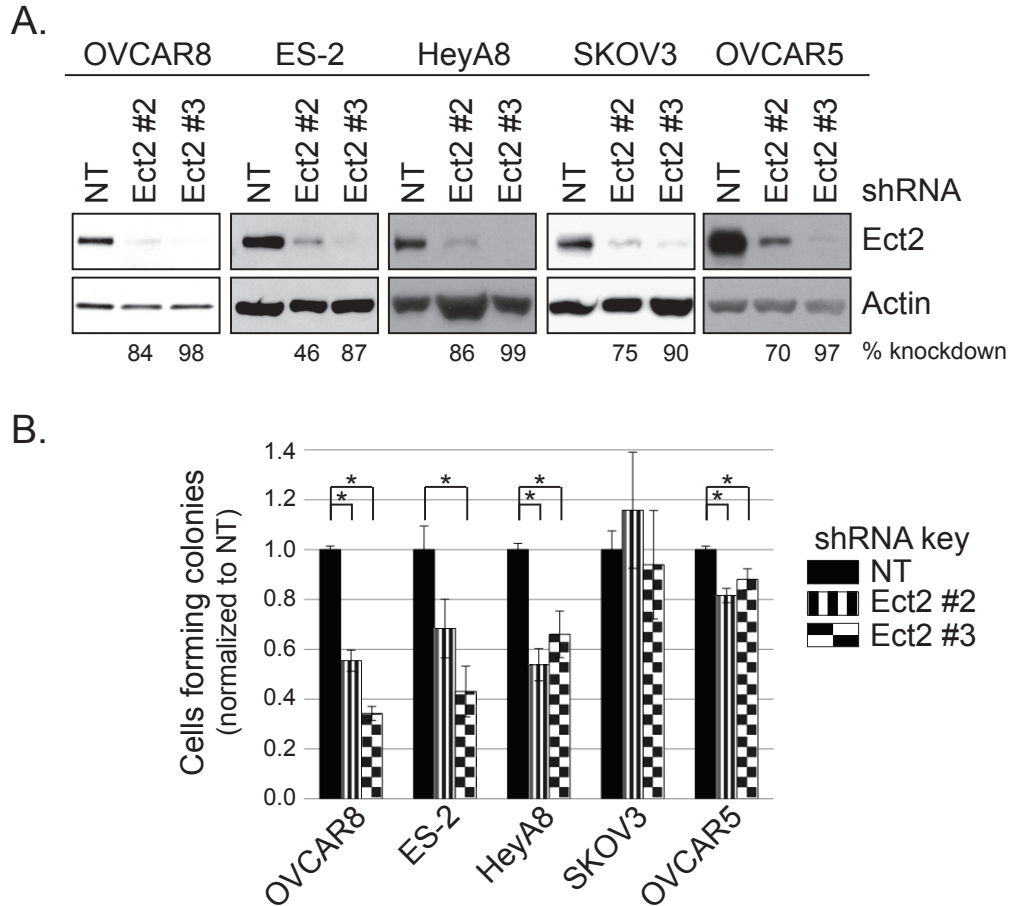 A.
OVCAR8 ES-2 HeyA8 SKOV3 OVCAR5
NT Ect2 #2 Ect2 #3 NT Ect2 #2 Ect2 #3 NT Ect2 #2 Ect2 #3 NT Ect2 #2 Ect2 #3 NT Ect2 #2 Ect2 #3 shRNA
Ect2
Actin
84 98 46 87 86 99 75 90 70 97 % knockdown
B.
Cells forming colonies
(normalized to NT)
1.4
1.2
1.0
0.8
0.6
0.4
0.2
0.0
* * * * * * *
OVCAR8 ES-2 HeyA8 SKOV3 OVCAR5
shRNA key
NT
Ect2 #2
Ect2 #3